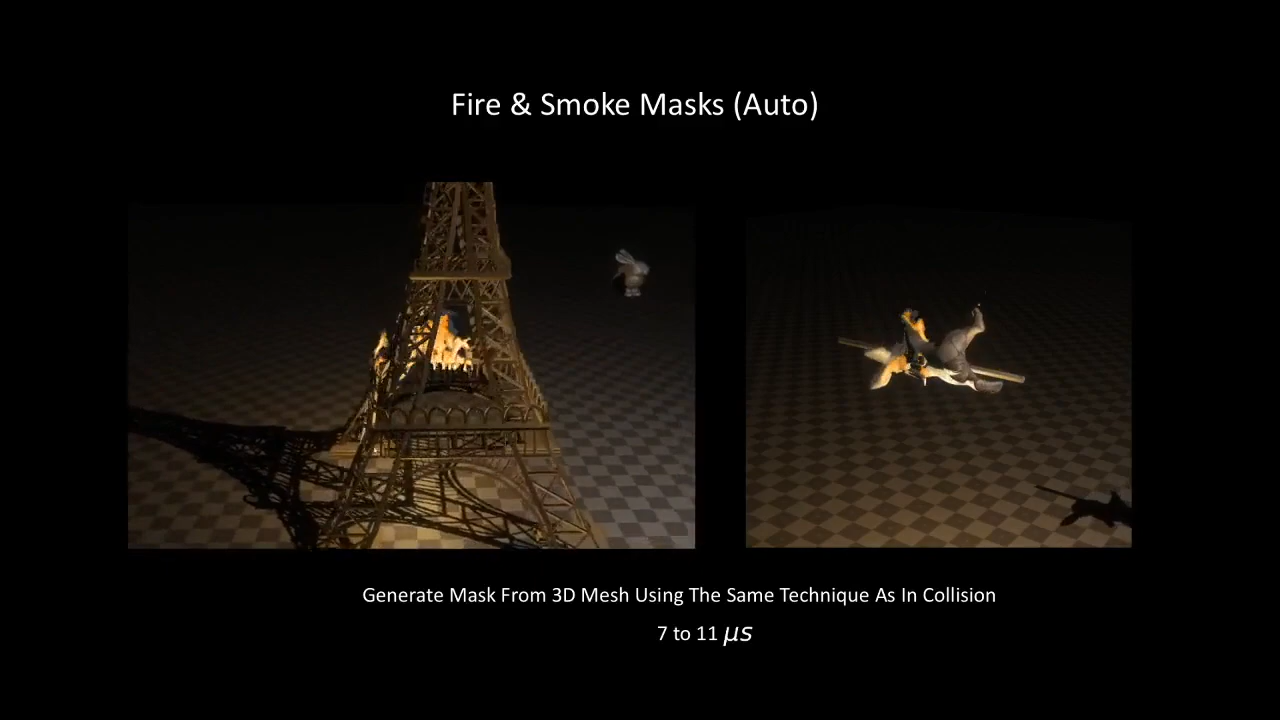 Fire & Smoke Masks (Auto)
Generate Mask From 3D Mesh Using The Same Technique As In Collision
7 to 11 μs